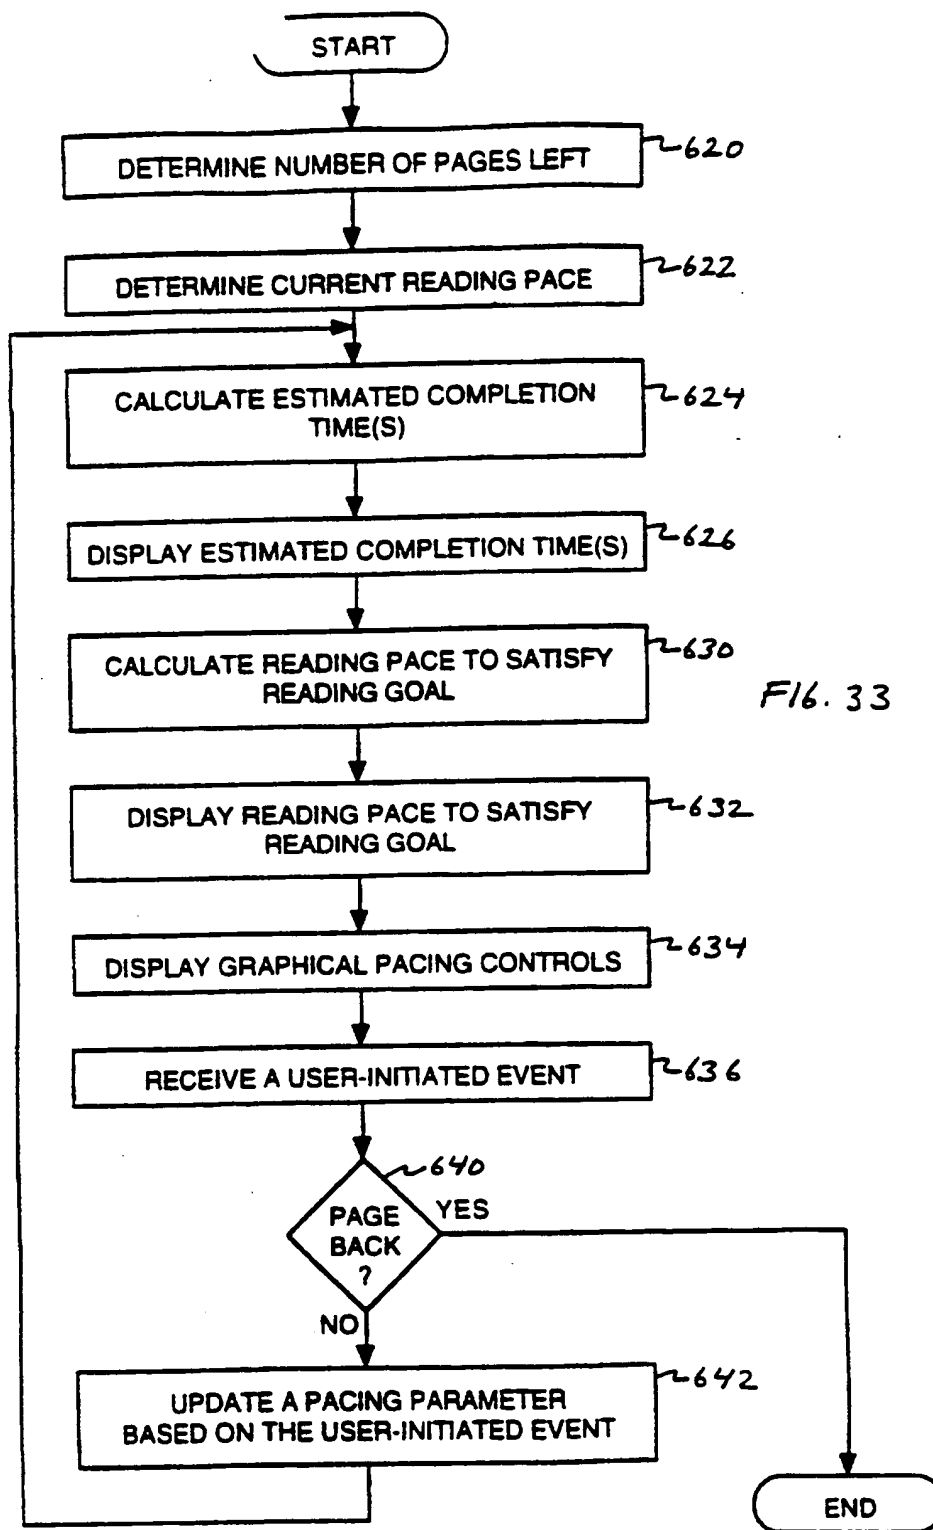 START
DETERMINE NUMBER OF PAGES LEFT
620
DETERMINE CURRENT READING PACE
622
CALCULATE ESTIMATED COMPLETION
TIME(S)
624
DISPLAY ESTIMATED COMPLETION TIME(S)
626
CALCULATE READING PACE TO SATISFY
READING GOAL
630
FIG. 33
DISPLAY READING PACE TO SATISFY
READING GOAL
632
DISPLAY GRAPHICAL PACING CONTROLS
634
RECEIVE A USER-INITIATED EVENT
636
640
PAGE
BACK
?
YES
NO
UPDATE A PACING PARAMETER
BASED ON THE USER-INITIATED EVENT
642
END